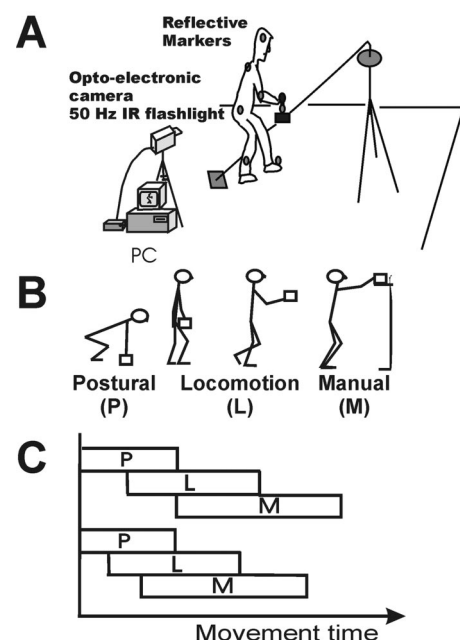 A
Reflective
Markers
Opto-electronic
camera
50 Hz IR flashlight
PC
B
Postural Locomotion Manual
(P) (L) (M)
C
P
L
M
P
L
M
Movement time